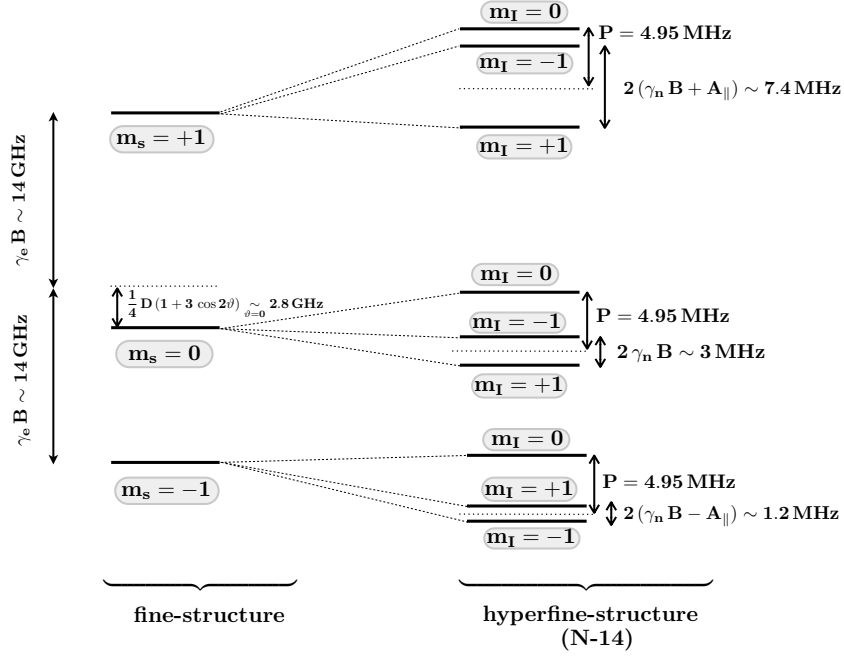 m_I = 0
P = 4.95 MHz
m_I = −1
2 (γ_n B + A_∥) ∼ 7.4 MHz
m_s = +1
m_I = +1
γ_e B ∼ 14 GHz
m_I = 0
1/4 D (1 + 3 cos 2ϑ) ∼_{ϑ=0} 2.8 GHz
P = 4.95 MHz
m_I = −1
m_s = 0
2 γ_n B ∼ 3 MHz
m_I = +1
γ_e B ∼ 14 GHz
m_I = 0
P = 4.95 MHz
m_s = −1
m_I = +1
2 (γ_n B − A_∥) ∼ 1.2 MHz
m_I = −1
fine-structure
hyperfine-structure
(N-14)